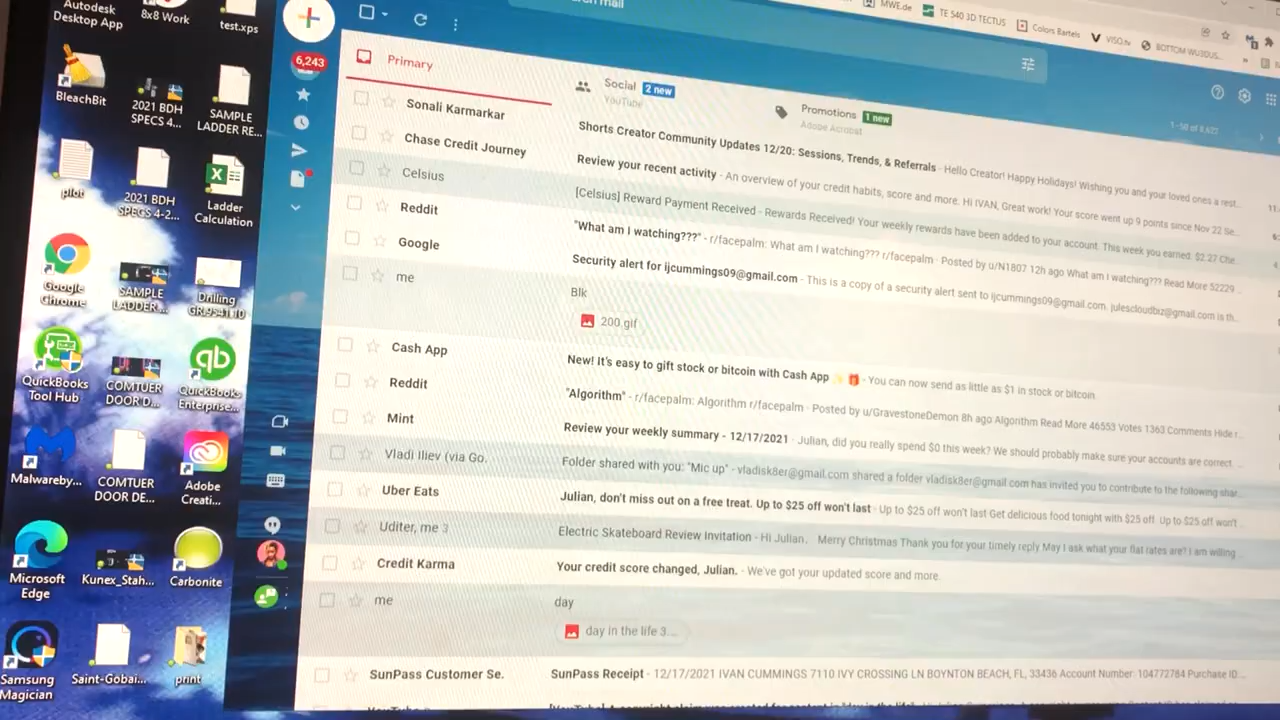 Autodesk
Desktop App
8x8 Work
test.xps
BleachBit
2021 BDH
SPECS 4...
SAMPLE
LADDER RE...
plot
2021 BDH
SPECS 4-2...
Ladder
Calculation
Google
Chrome
SAMPLE
LADDER...
Drilling
QuickBooks
Tool Hub
COMTUER
DOOR D...
QuickBooks
Enterprise...
Malwareby...
COMTUER
DOOR DE...
Adobe
Creati...
Microsoft
Edge
Kunex_Stah...
Carbonite
Samsung
Magician
Saint-Gobai...
print
mail
MWE.de
TE 540 3D TECTUS
Colors Bartels
VISO.tv
6,243
Primary
Social 2 new
YouTube
Promotions 1 new
Adobe Acrobat
Sonali Karmarkar
Shorts Creator Community Updates 12/20: Sessions, Trends, & Referrals - Hello Creator! Happy Holidays! Wishing you and your loved ones a rest...
Chase Credit Journey
Review your recent activity - An overview of your credit habits, score and more. Hi IVAN, Great work! Your score went up 9 points since Nov 22 Se...
Celsius
[Celsius] Reward Payment Received - Rewards Received! Your weekly rewards have been added to your account. This week you earned. $2.27 Che...
Reddit
"What am I watching???" - r/facepalm: What am I watching??? r/facepalm · Posted by u/N1807 12h ago What am I watching??? Read More 52229 ...
Google
Security alert for ijcummings09@gmail.com - This is a copy of a security alert sent to ijcummings09@gmail.com. julescloudbiz@gmail.com is th...
me
Blk
200.gif
Cash App
New! It's easy to gift stock or bitcoin with Cash App ✨ 🎁 - You can now send as little as $1 in stock or bitcoin.
Reddit
"Algorithm" - r/facepalm: Algorithm r/facepalm · Posted by u/GravestoneDemon 8h ago Algorithm Read More 46553 Votes 1363 Comments Hide r...
Mint
Review your weekly summary - 12/17/2021 - Julian, did you really spend $0 this week? We should probably make sure your accounts are correct. ...
Vladi Iliev (via Go.
Folder shared with you: "Mic up" - vladisk8er@gmail.com shared a folder vladisk8er@gmail.com has invited you to contribute to the following shar...
Uber Eats
Julian, don't miss out on a free treat. Up to $25 off won't last - Up to $25 off won't last Get delicious food tonight with $25 off. Up to $25 won't ...
Uditer, me 3
Electric Skateboard Review Invitation - Hi Julian, Merry Christmas Thank you for your timely reply May I ask what your flat rates are? I am willing ...
Credit Karma
Your credit score changed, Julian. - We've got your updated score and more.
me
day
day in the life 3....
SunPass Customer Se.
SunPass Receipt - 12/17/2021 IVAN CUMMINGS 7110 IVY CROSSING LN BOYNTON BEACH, FL, 33436 Account Number: 104772784 Purchase ID...